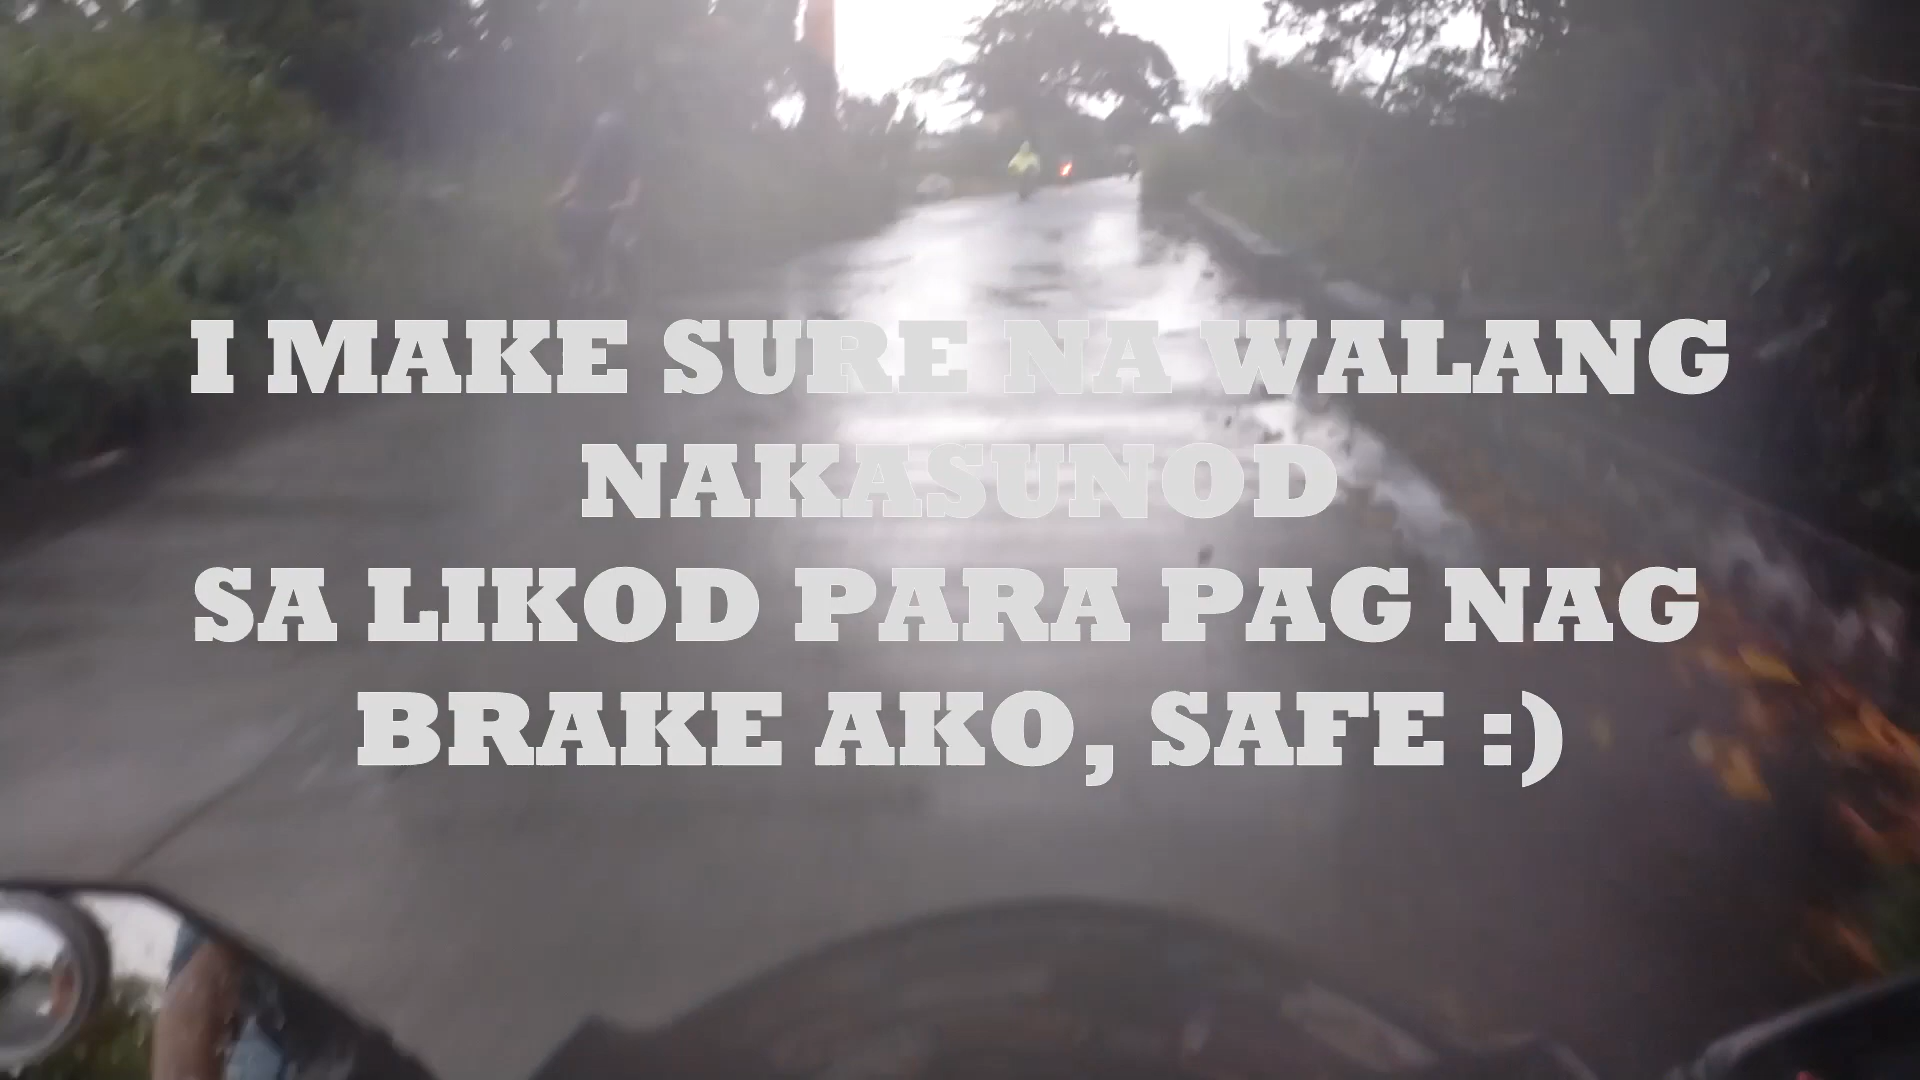 I MAKE SURE NA WALANG
NAKASUNOD
SA LIKOD PARA PAG NAG
BRAKE AKO, SAFE :)